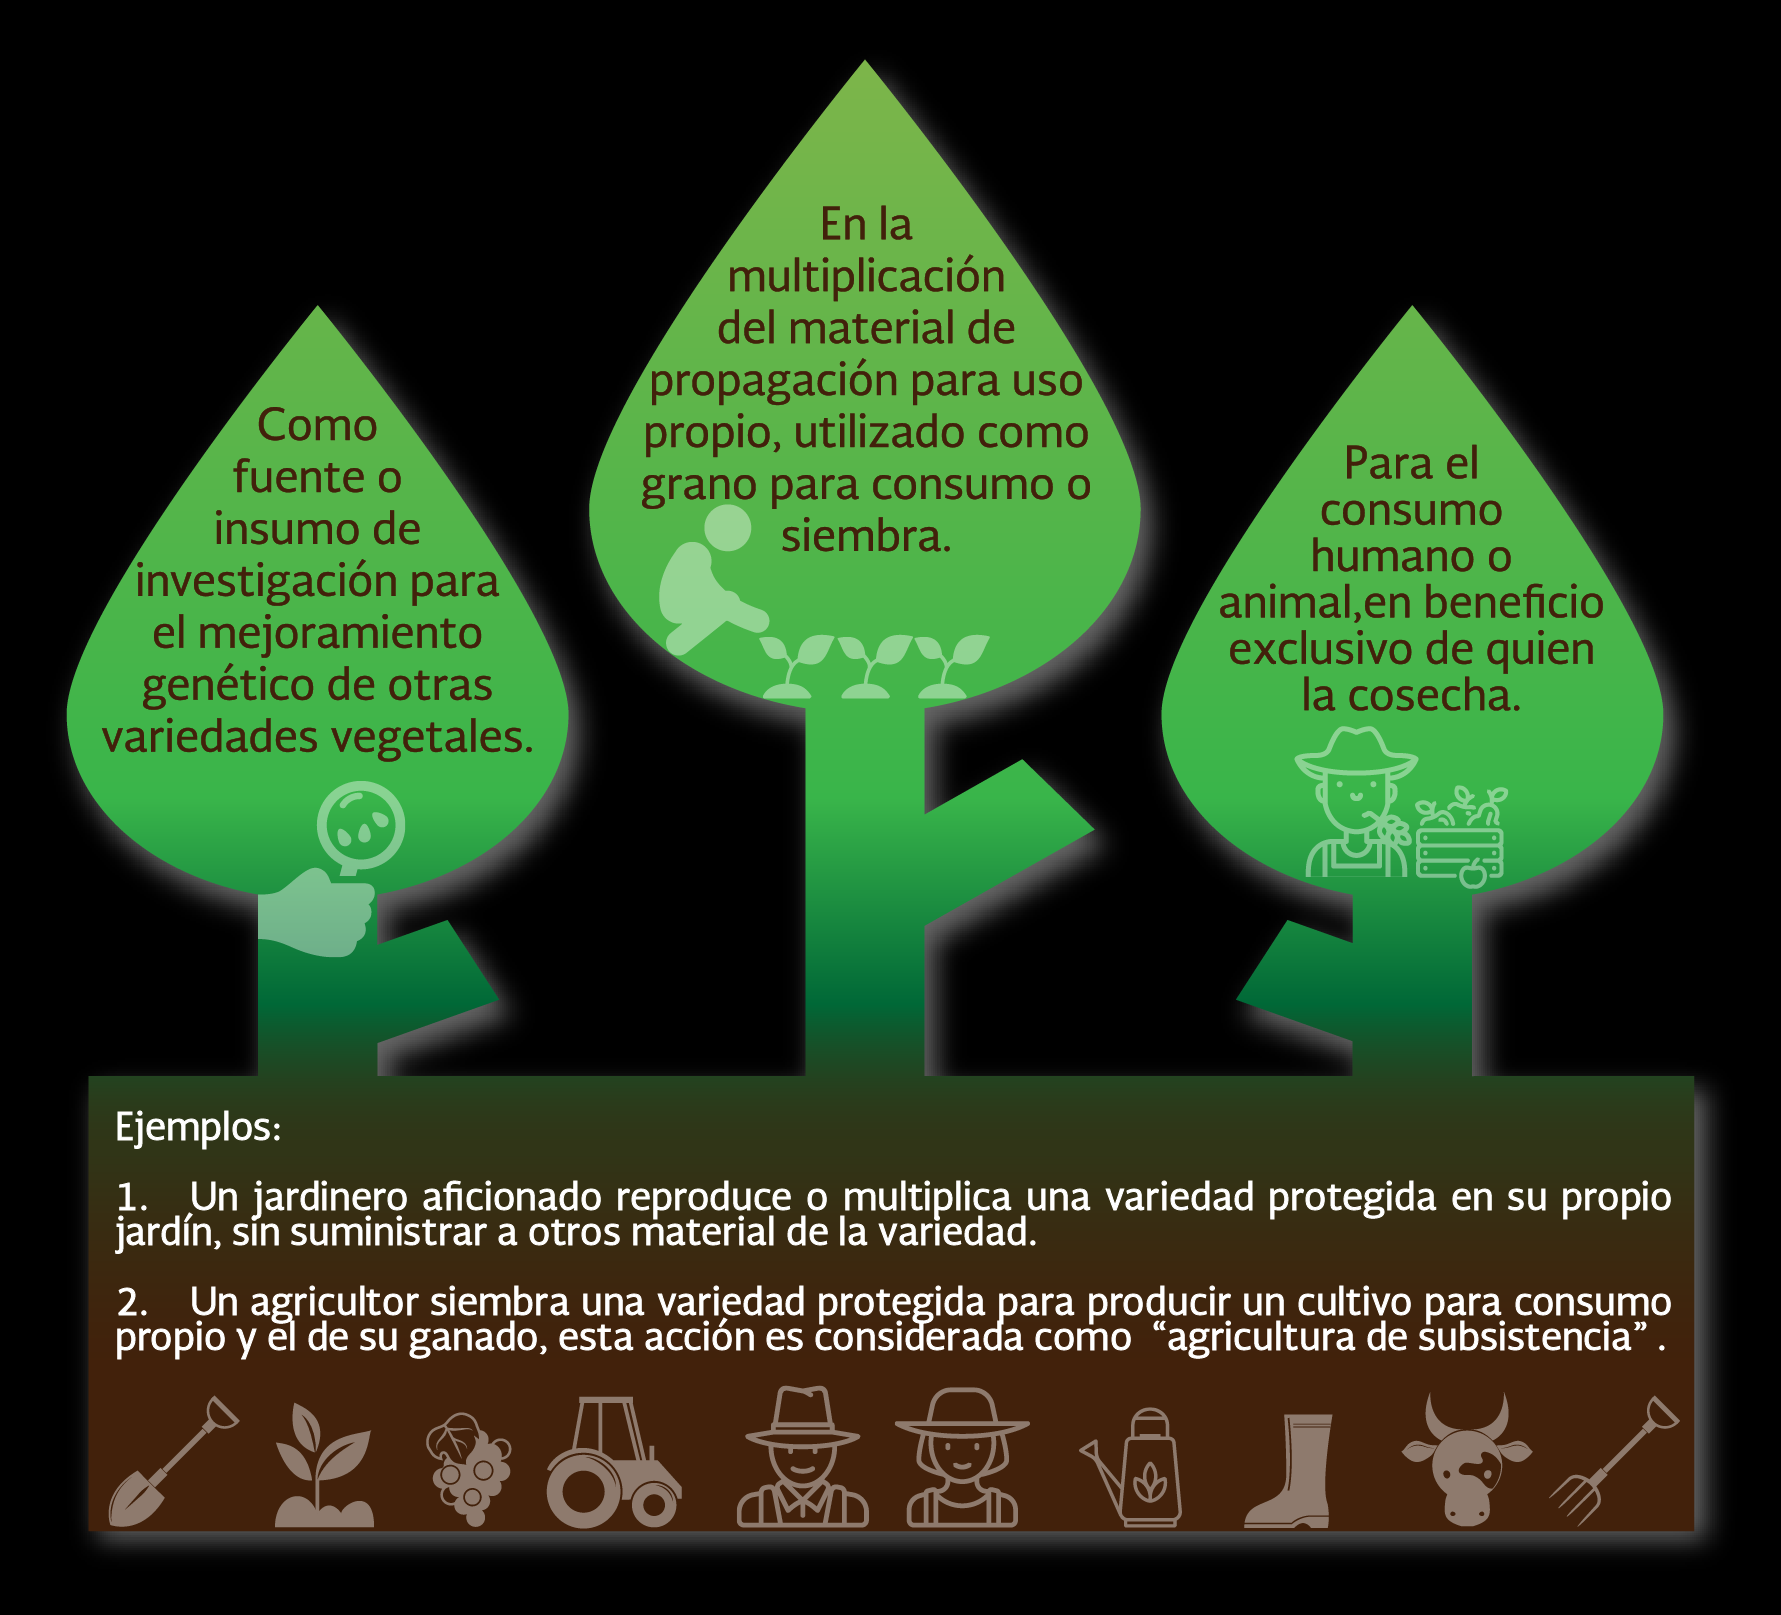 Como
fuente o
insumo de
investigación para
el mejoramiento
genético de otras
variedades vegetales.
En la
multiplicación
del material de
propagación para uso
propio, utilizado como
grano para consumo o
siembra.
Para el
consumo
humano o
animal,en beneficio
exclusivo de quien
la cosecha.
Ejemplos:
1. Un jardinero aficionado reproduce o multiplica una variedad protegida en su propio
jardín, sin suministrar a otros material de la variedad.
2. Un agricultor siembra una variedad protegida para producir un cultivo para consumo
propio y el de su ganado, esta acción es considerada como “agricultura de subsistencia” .